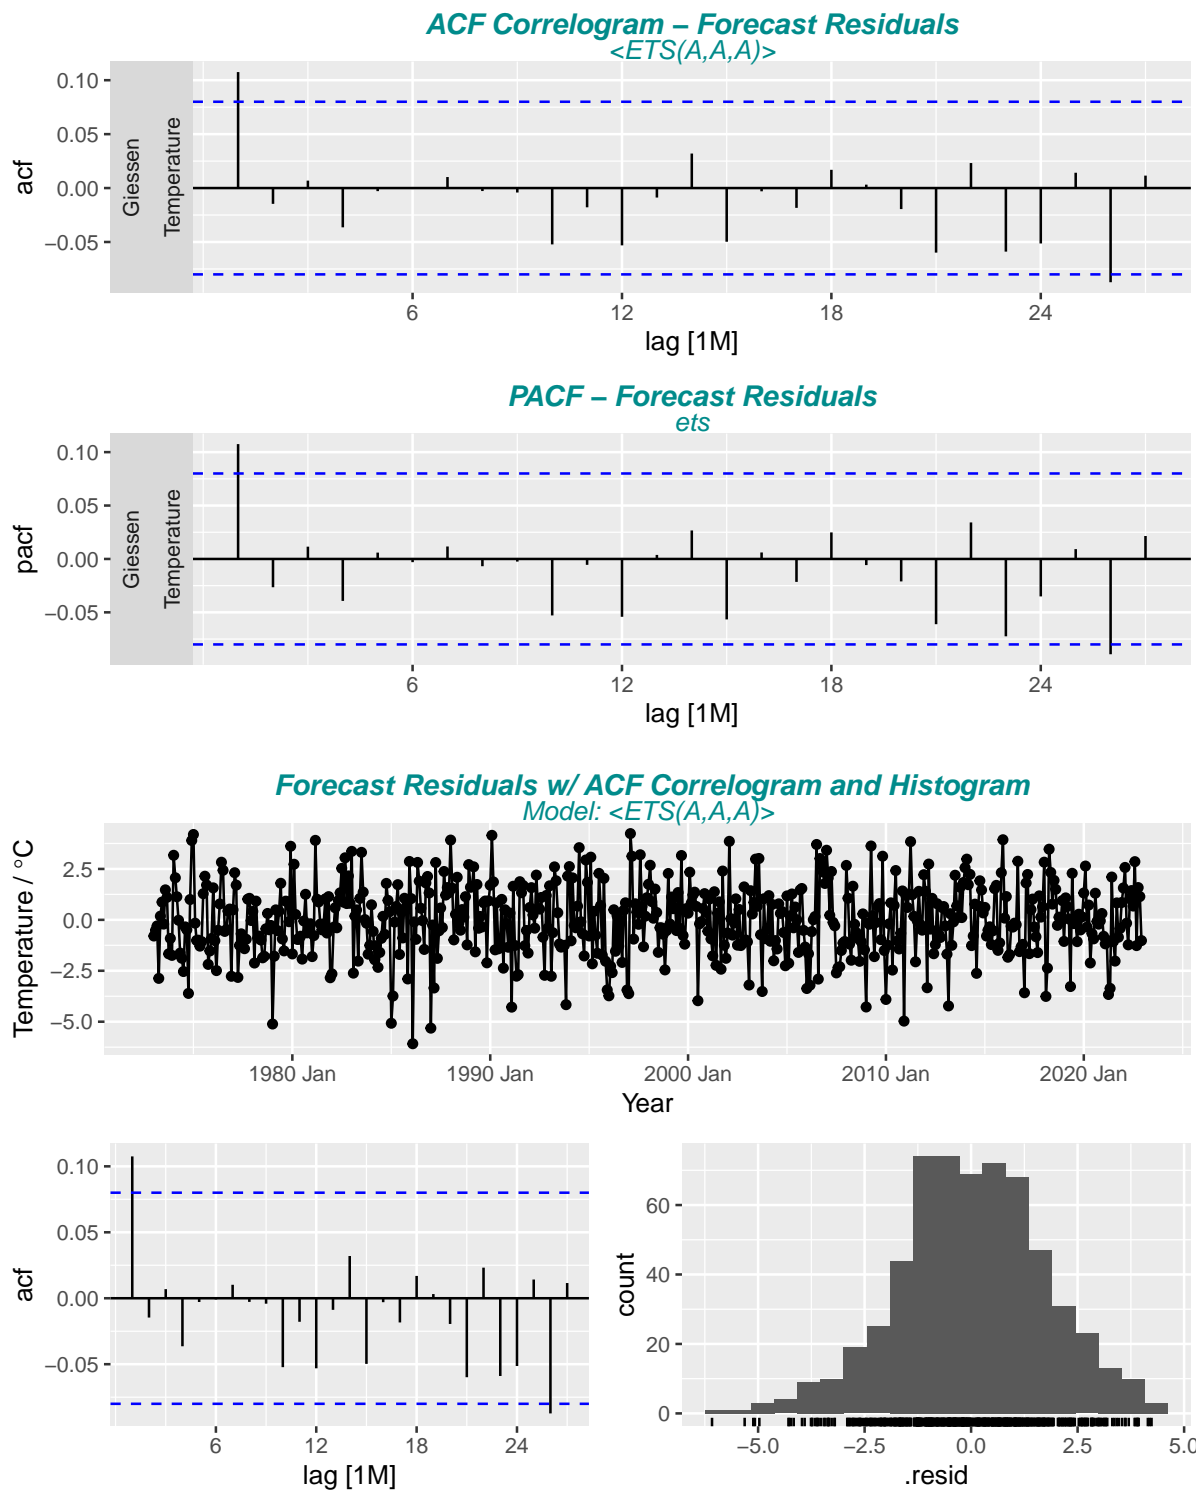 ACF Correlogram – Forecast Residuals
<ETS(A,A,A)>
0.10
0.05
0.00
−0.05
acf
Giessen
Temperature
6 12 18 24
lag [1M]
PACF – Forecast Residuals
ets
0.10
0.05
0.00
−0.05
pacf
Giessen
Temperature
6 12 18 24
lag [1M]
Forecast Residuals w/ ACF Correlogram and Histogram
Model: <ETS(A,A,A)>
2.5
0.0
−2.5
−5.0
Temperature / °C
1980 Jan 1990 Jan 2000 Jan 2010 Jan 2020 Jan
Year
0.10
0.05
0.00
−0.05
acf
6 12 18 24
lag [1M]
60
40
20
0
count
−5.0 −2.5 0.0 2.5 5.0
.resid